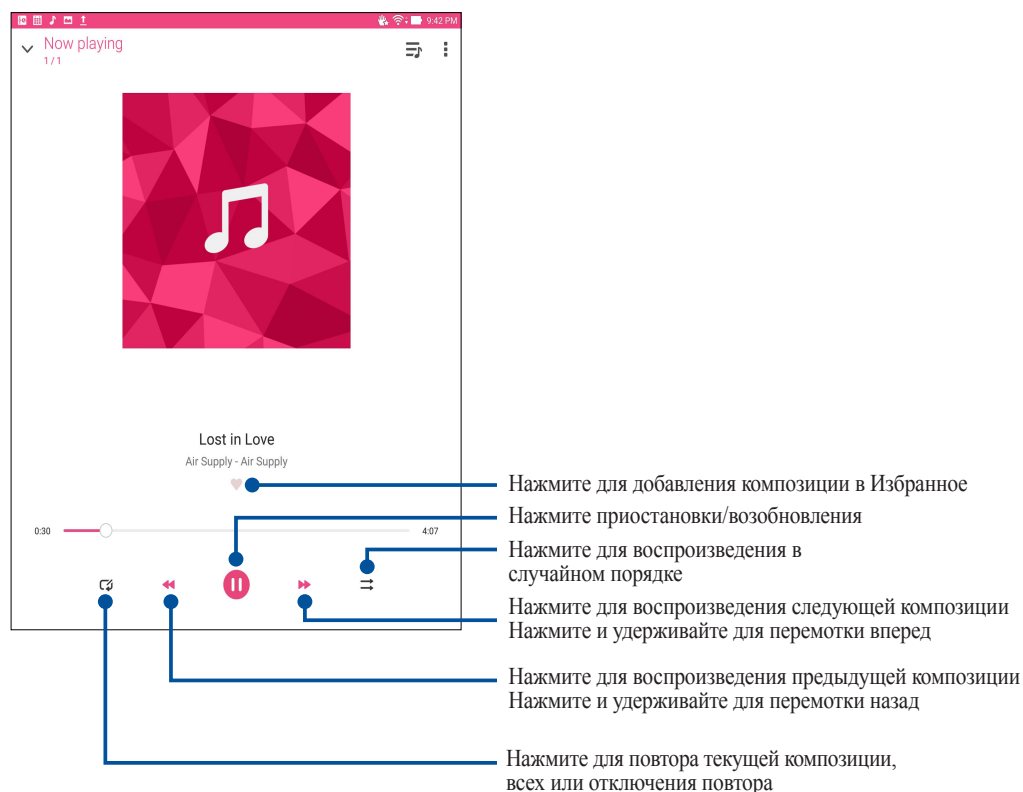 9:42 PM
Now playing
1 / 1
Lost in Love
Air Supply - Air Supply
0:30
4:07
Нажмите для добавления композиции в Избранное
Нажмите приостановки/возобновления
Нажмите для воспроизведения в
случайном порядке
Нажмите для воспроизведения следующей композиции
Нажмите и удерживайте для перемотки вперед
Нажмите для воспроизведения предыдущей композиции
Нажмите и удерживайте для перемотки назад
Нажмите для повтора текущей композиции,
всех или отключения повтора